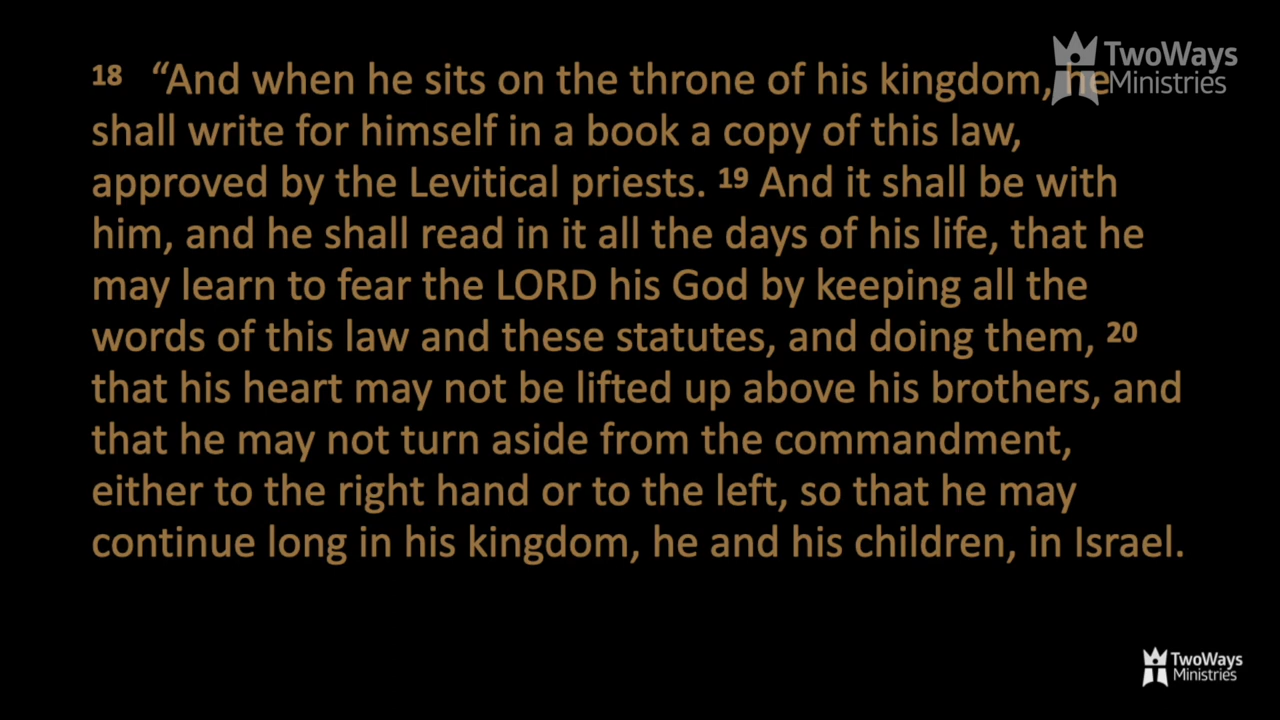 18 “And when he sits on the throne of his kingdom, he
shall write for himself in a book a copy of this law,
approved by the Levitical priests. 19 And it shall be with
him, and he shall read in it all the days of his life, that he
may learn to fear the LORD his God by keeping all the
words of this law and these statutes, and doing them, 20
that his heart may not be lifted up above his brothers, and
that he may not turn aside from the commandment,
either to the right hand or to the left, so that he may
continue long in his kingdom, he and his children, in Israel.
TwoWays
Ministries
TwoWays
Ministries